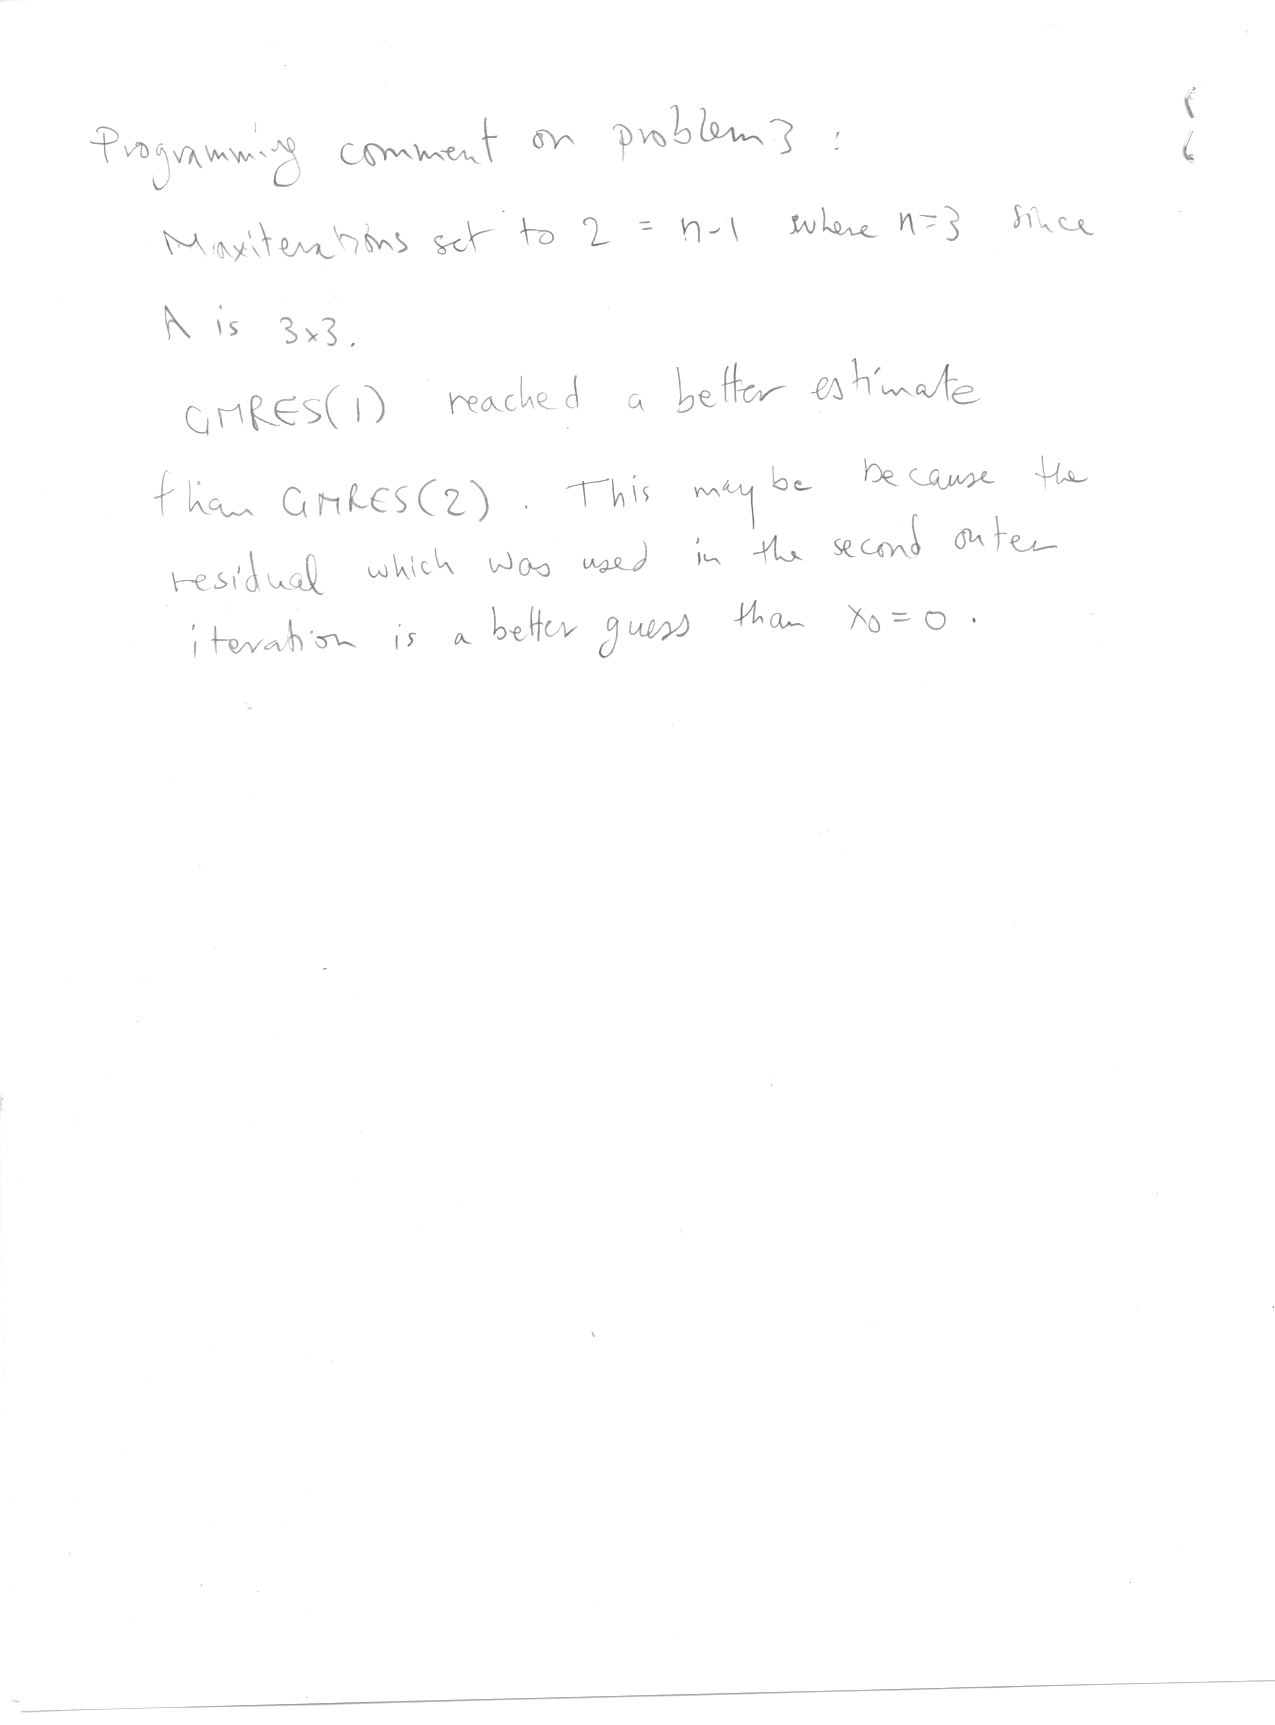 Programming comment on problem 3 :
Maxiterations set to 2 = n-1 where n=3 since
A is 3x3.
GMRES(1) reached a better estimate
than GMRES(2). This may be because the
residual which was used in the second outer
iteration is a better guess than x0 = 0.